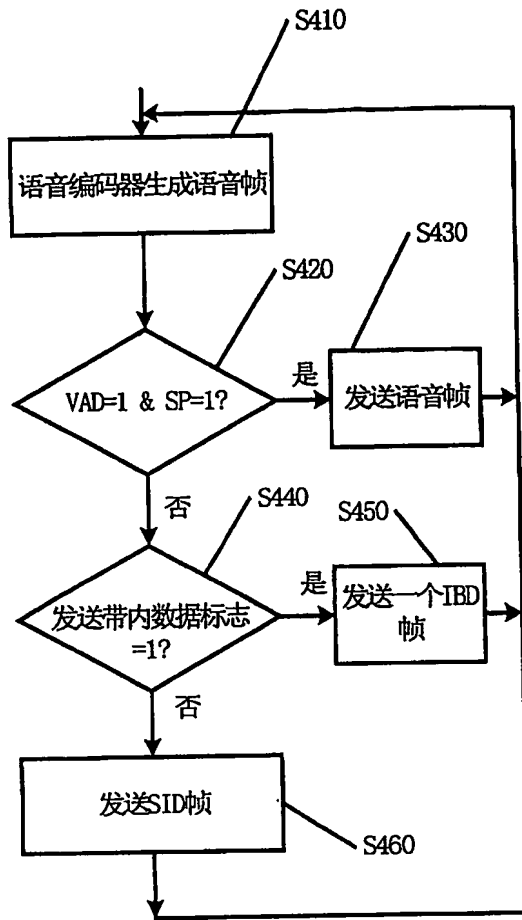 S410
语音编码器生成语音帧
S430
S420
VAD=1 & SP=1?
是
发送语音帧
否
S440
S450
发送带内数据标志
=1?
是
发送一个IBD
帧
否
发送SID帧
S460